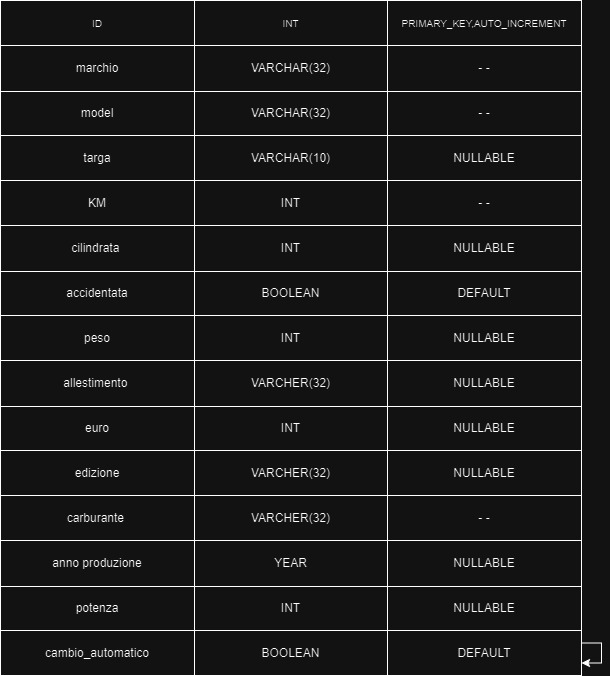 ID INT PRIMARY_KEY,AUTO_INCREMENT
marchio VARCHAR(32) - -
model VARCHAR(32) - -
targa VARCHAR(10) NULLABLE
KM INT - -
cilindrata INT NULLABLE
accidentata BOOLEAN DEFAULT
peso INT NULLABLE
allestimento VARCHER(32) NULLABLE
euro INT NULLABLE
edizione VARCHER(32) NULLABLE
carburante VARCHER(32) - -
anno produzione YEAR NULLABLE
potenza INT NULLABLE
cambio_automatico BOOLEAN DEFAULT